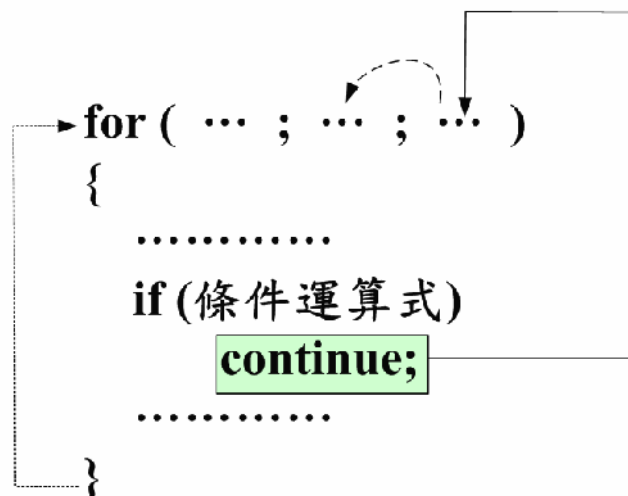 for ( … ; … ; … )
{
…………
if (條件運算式)
continue;
…………
}